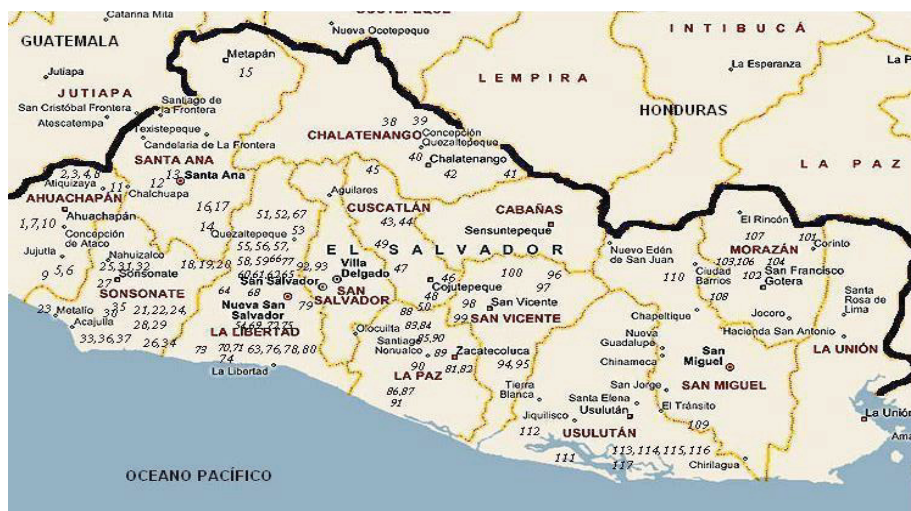 Catarina Mita
Nueva Ocotepeque
INTIBUCÁ
GUATEMALA
Metapán
15
La Esperanza
Jutiapa
LEMPIRA
JUTIAPA
San Cristóbal Frontera
Santiago de
la Frontera
Atescatempa
HONDURAS
Texistepeque
38
39
CHALATENANGO
Concepción
Quezaltepeque
Candelaria de La Frontera
SANTA ANA
40
Chalatenango
LA PAZ
2,3,4,8
13
Santa Ana
45
42
41
Atiquizaya
11
12
Chalchuapa
Aguilares
AHUACHAPÁN
16,17
CUSCATLÁN
CABAÑAS
Ahuachapán
51,52,67
43,44
Sensuntepeque
El Rincón
1,7,10
14
Quezaltepeque
53
107
101
Concepción
de Ataco
55,56,57,
EL SALVADOR
49
Nuevo Edén
de San Juan
MORAZÁN
Corinto
Jujutla
Nahuizalco
58,59
66
77
Villa
Delgado
103,106
104
25,31,32
18,19,20
92,93
47
100
96
110
Ciudad
Barrios
San Francisco
Gotera
9
5,6
Sonsonate
San Salvador
46
Cojutepeque
97
102
27
SONSONATE
64
68
SAN
SALVADOR
48
San Vicente
108
Santa
Rosa de
Lima
23
Metalío
35
21,22,24,
Nueva San
Salvador
79
88
50
98
99
SAN VICENTE
Chapeltique
Jocoro
Acajulla
28,29
LA LIBERTAD
Olocuilta
83,84
Nueva
Guadalupe
Hacienda San Antonio
33,36,37
26,34
73
70,71
63,76,78,80
Santiago
Nonualco
85,90
Chinameca
San
Miguel
LA UNIÓN
74
89
Zacatecoluca
La Libertad
LA PAZ
81,82
94,95
SAN MIGUEL
86,87
91
Tierra
Blanca
San Jorge
Santa Elena
El Tránsito
Usulután
Jiquilisco
La Unión
112
USULUTÁN
109
111
113,114,115,116
117
Chirilagua
OCEANO PACÍFICO